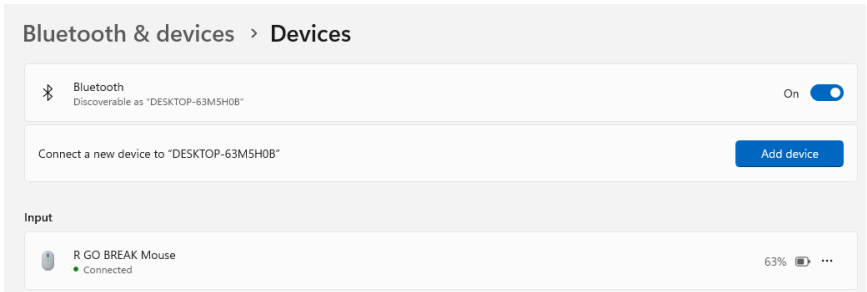 Bluetooth & devices > Devices
Bluetooth
Discoverable as "DESKTOP-63M5H0B"
On
Connect a new device to "DESKTOP-63M5H0B"
Add device
Input
R GO BREAK Mouse
Connected
63%